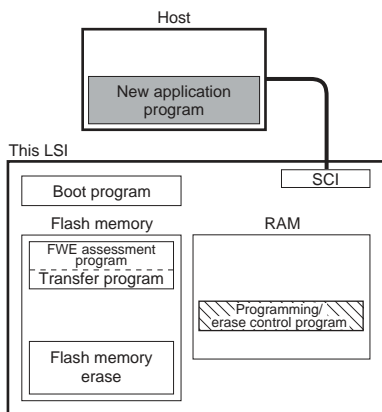 Host
New application
program
This LSI
SCI
Boot program
Flash memory
RAM
FWE assessment
program
Transfer program
Programming/
erase control program
Flash memory
erase